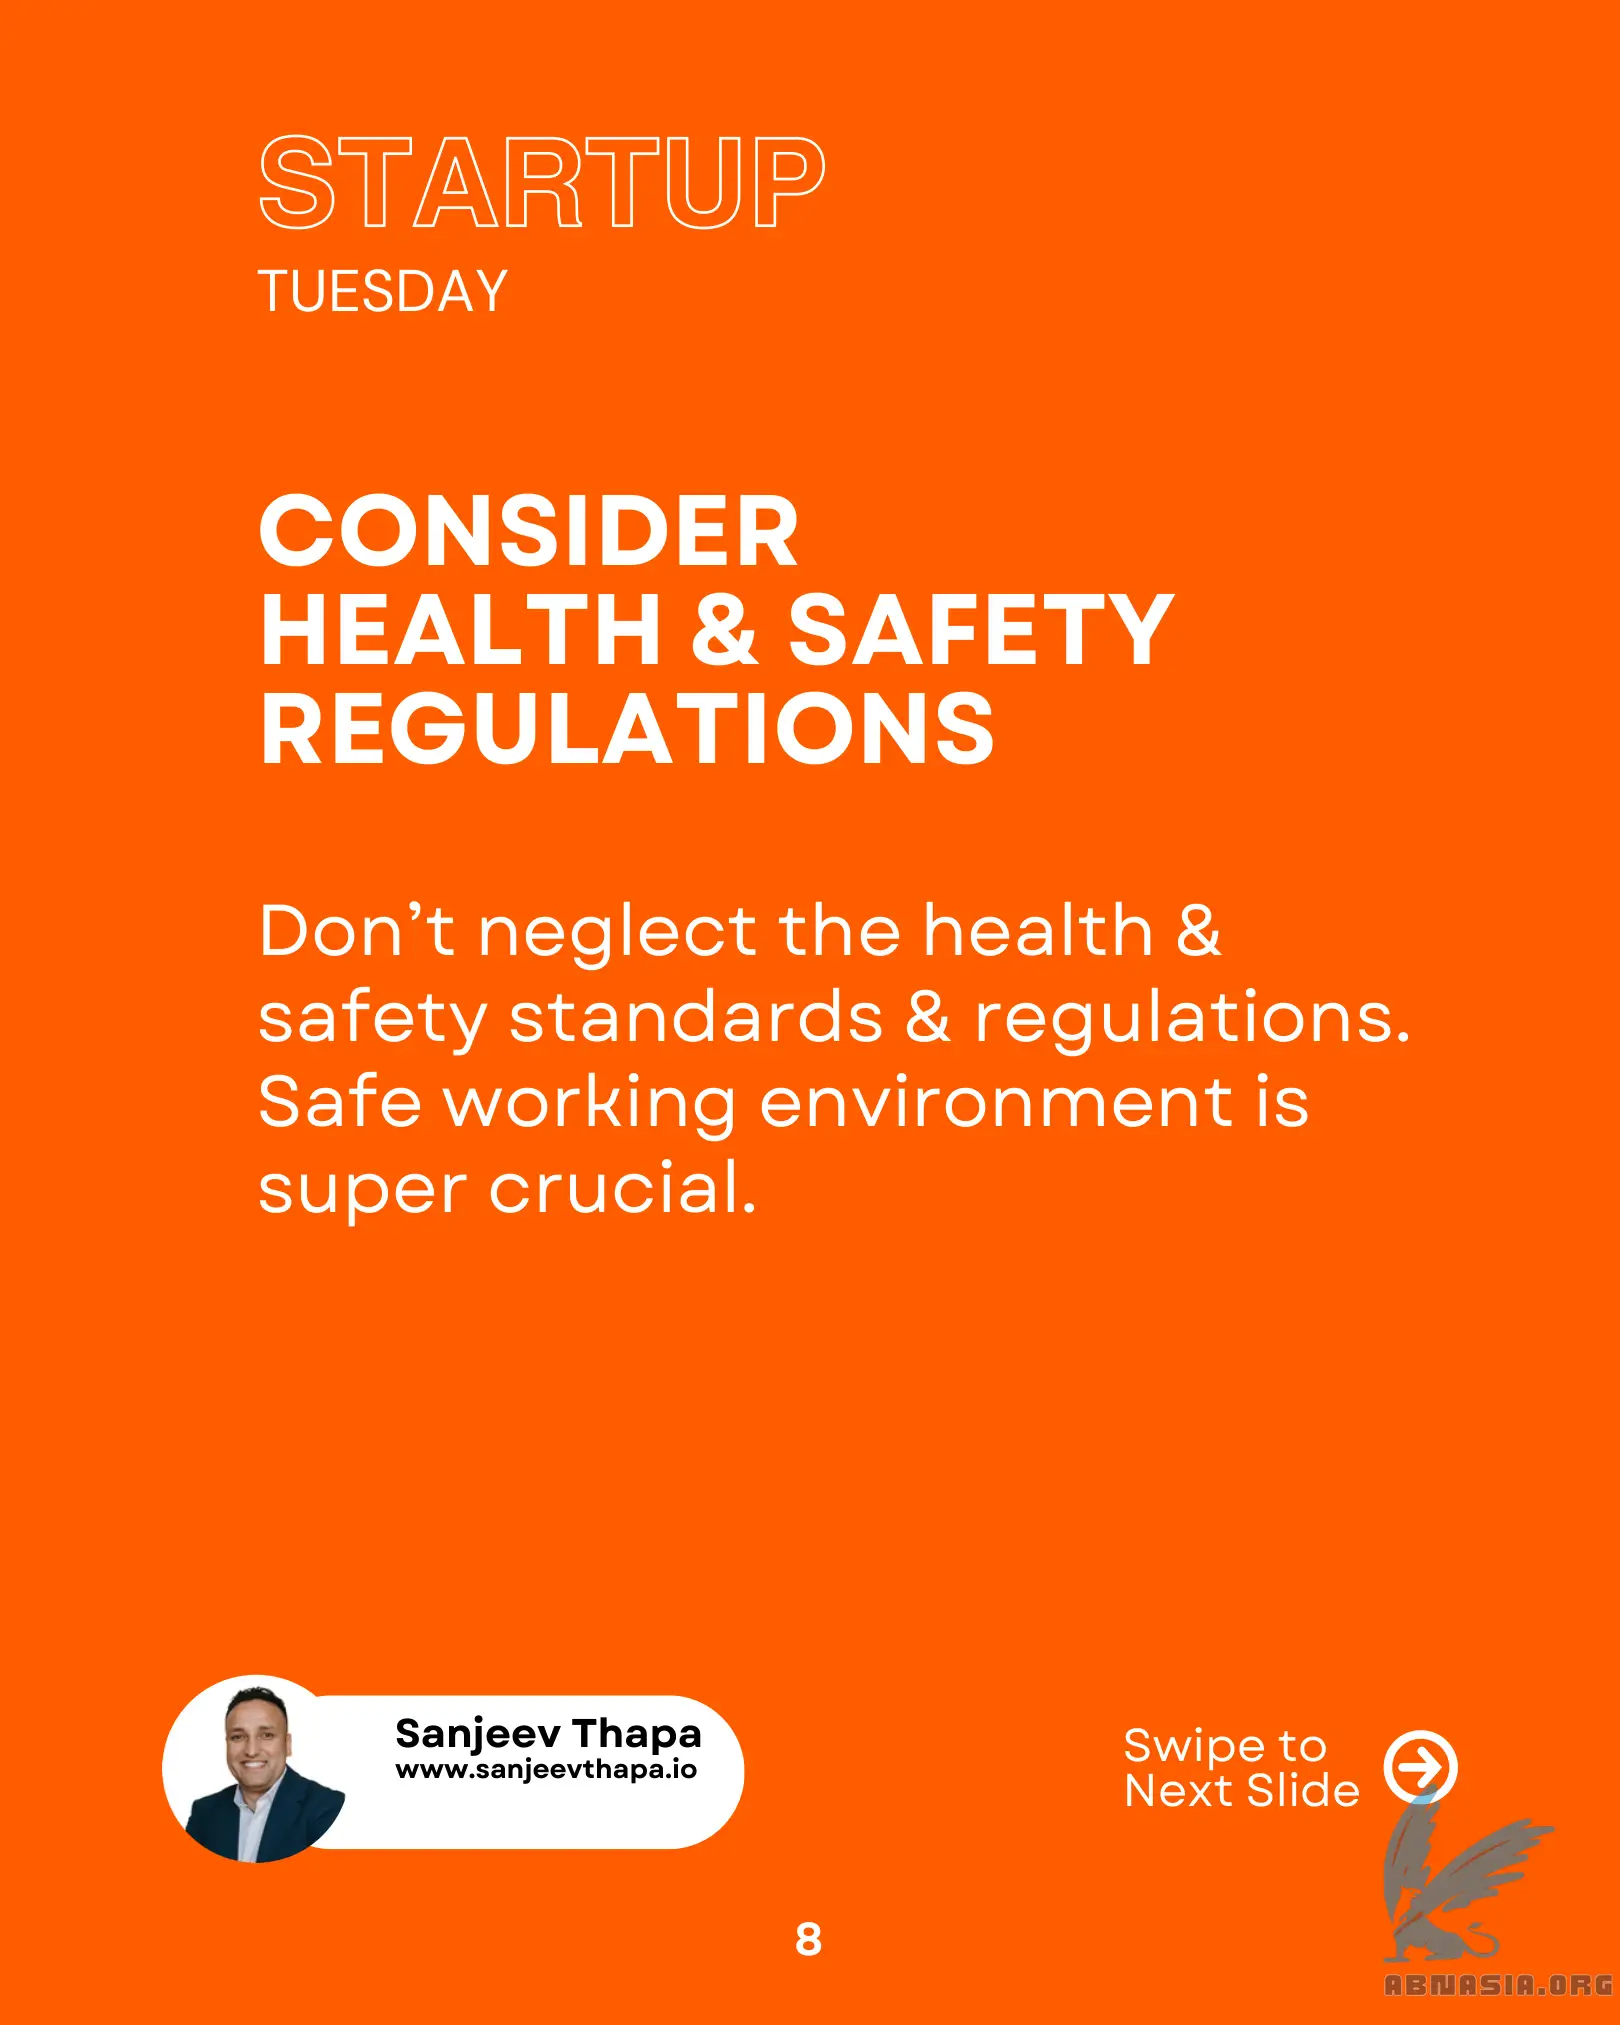 STARTUP
TUESDAY
CONSIDER
HEALTH & SAFETY
REGULATIONS
Don’t neglect the health &
safety standards & regulations.
Safe working environment is
super crucial.
Sanjeev Thapa
www.sanjeevthapa.io
Swipe to
Next Slide
8
ABNASIA.ORG